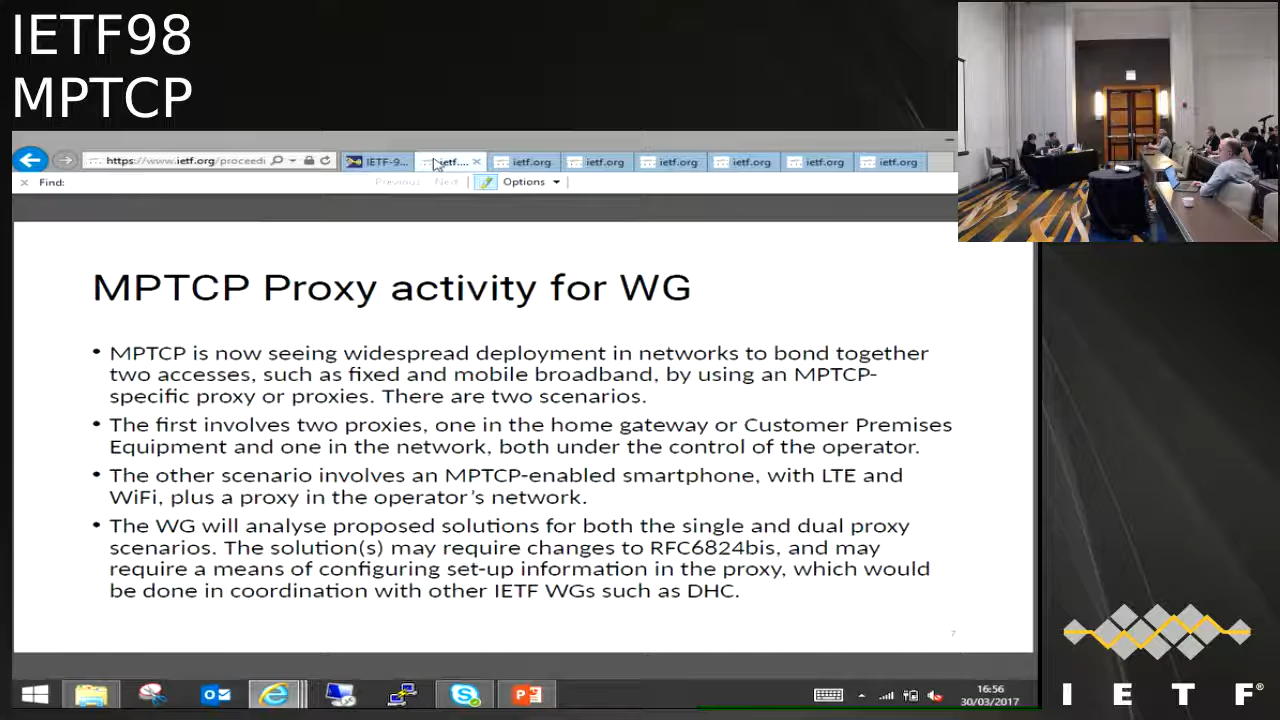 IETF98
MPTCP
https://www.ietf.org/proceedi
IETF-9...
ietf....
ietf.org
ietf.org
ietf.org
ietf.org
ietf.org
ietf.org
Find:
Previous Next
Options
MPTCP Proxy activity for WG
• MPTCP is now seeing widespread deployment in networks to bond together
two accesses, such as fixed and mobile broadband, by using an MPTCP-
specific proxy or proxies. There are two scenarios.
• The first involves two proxies, one in the home gateway or Customer Premises
Equipment and one in the network, both under the control of the operator.
• The other scenario involves an MPTCP-enabled smartphone, with LTE and
WiFi, plus a proxy in the operator's network.
• The WG will analyse proposed solutions for both the single and dual proxy
scenarios. The solution(s) may require changes to RFC6824bis, and may
require a means of configuring set-up information in the proxy, which would
be done in coordination with other IETF WGs such as DHC.
7
16:56
30/03/2017
I E T F®